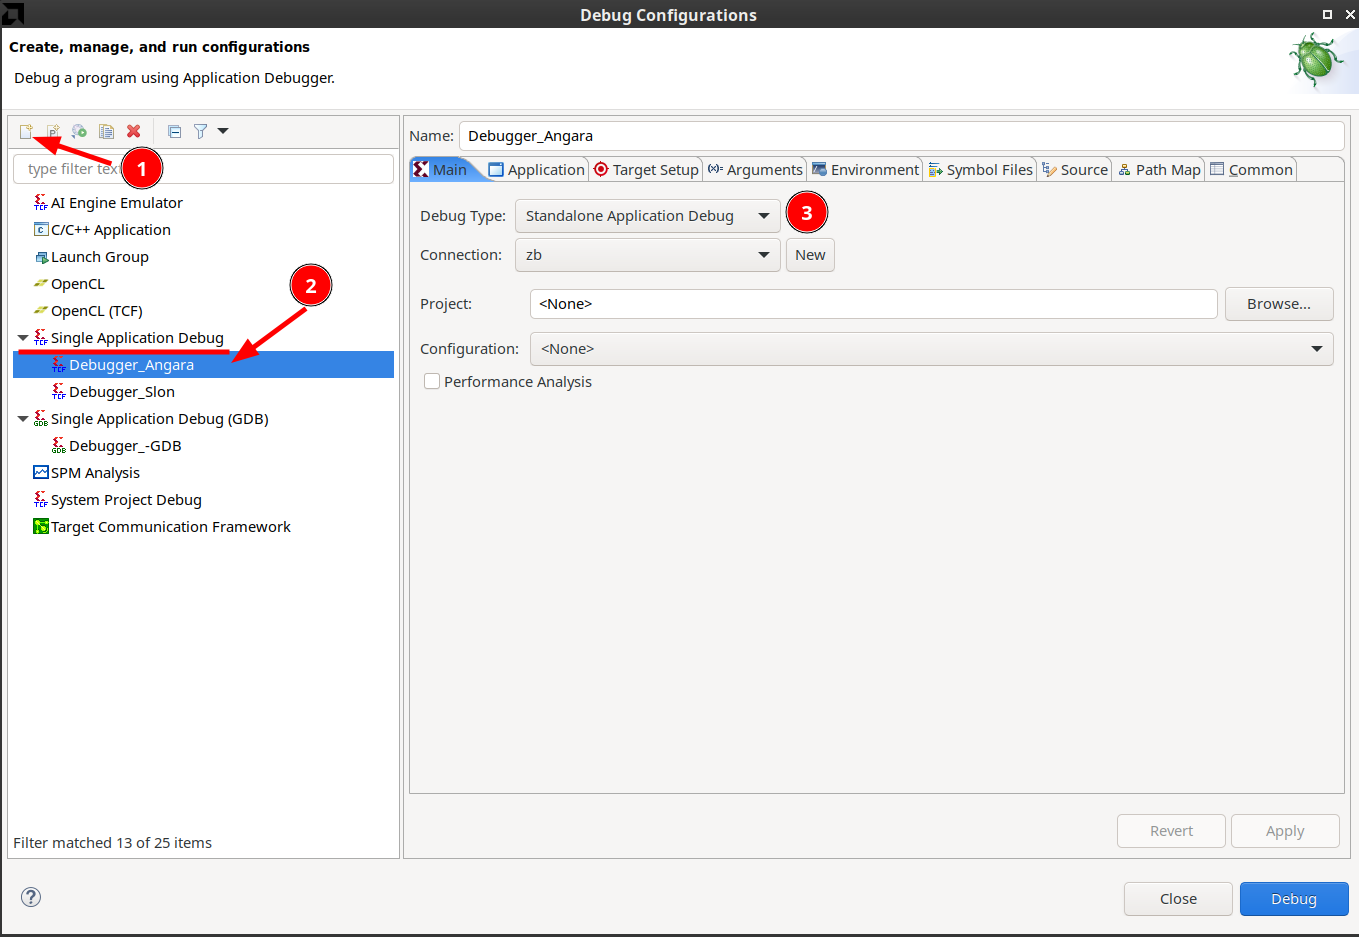 Debug Configurations
Create, manage, and run configurations
Debug a program using Application Debugger.
type filter tex
1
AI Engine Emulator
C/C++ Application
Launch Group
OpenCL
2
OpenCL (TCF)
Single Application Debug
Debugger_Angara
Debugger_Slon
Single Application Debug (GDB)
Debugger_-GDB
SPM Analysis
System Project Debug
Target Communication Framework
Filter matched 13 of 25 items
Name: Debugger_Angara
Main Application Target Setup Arguments Environment Symbol Files Source Path Map Common
Debug Type: Standalone Application Debug 3
Connection: zb New
Project: <None> Browse...
Configuration: <None>
Performance Analysis
Revert Apply
? Close Debug